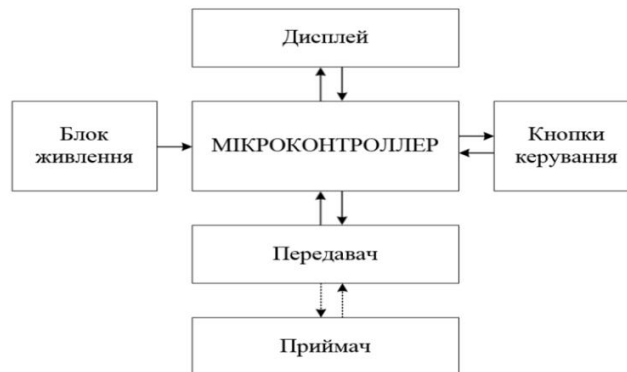 Дисплей
Блок
живлення
МІКРОКОНТРОЛЛЕР
Кнопки
керування
Передавач
Приймач